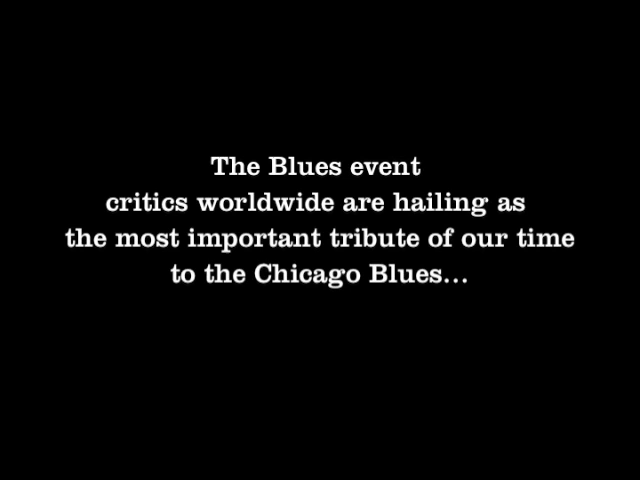 The Blues event
critics worldwide are hailing as
the most important tribute of our time
to the Chicago Blues...